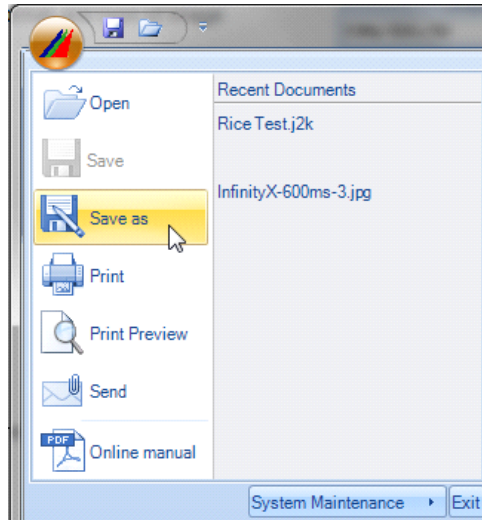 Open
Save
Save as
Print
Print Preview
Send
PDF
Online manual
Recent Documents
Rice Test.j2k
InfinityX-600ms-3.jpg
System Maintenance
Exit